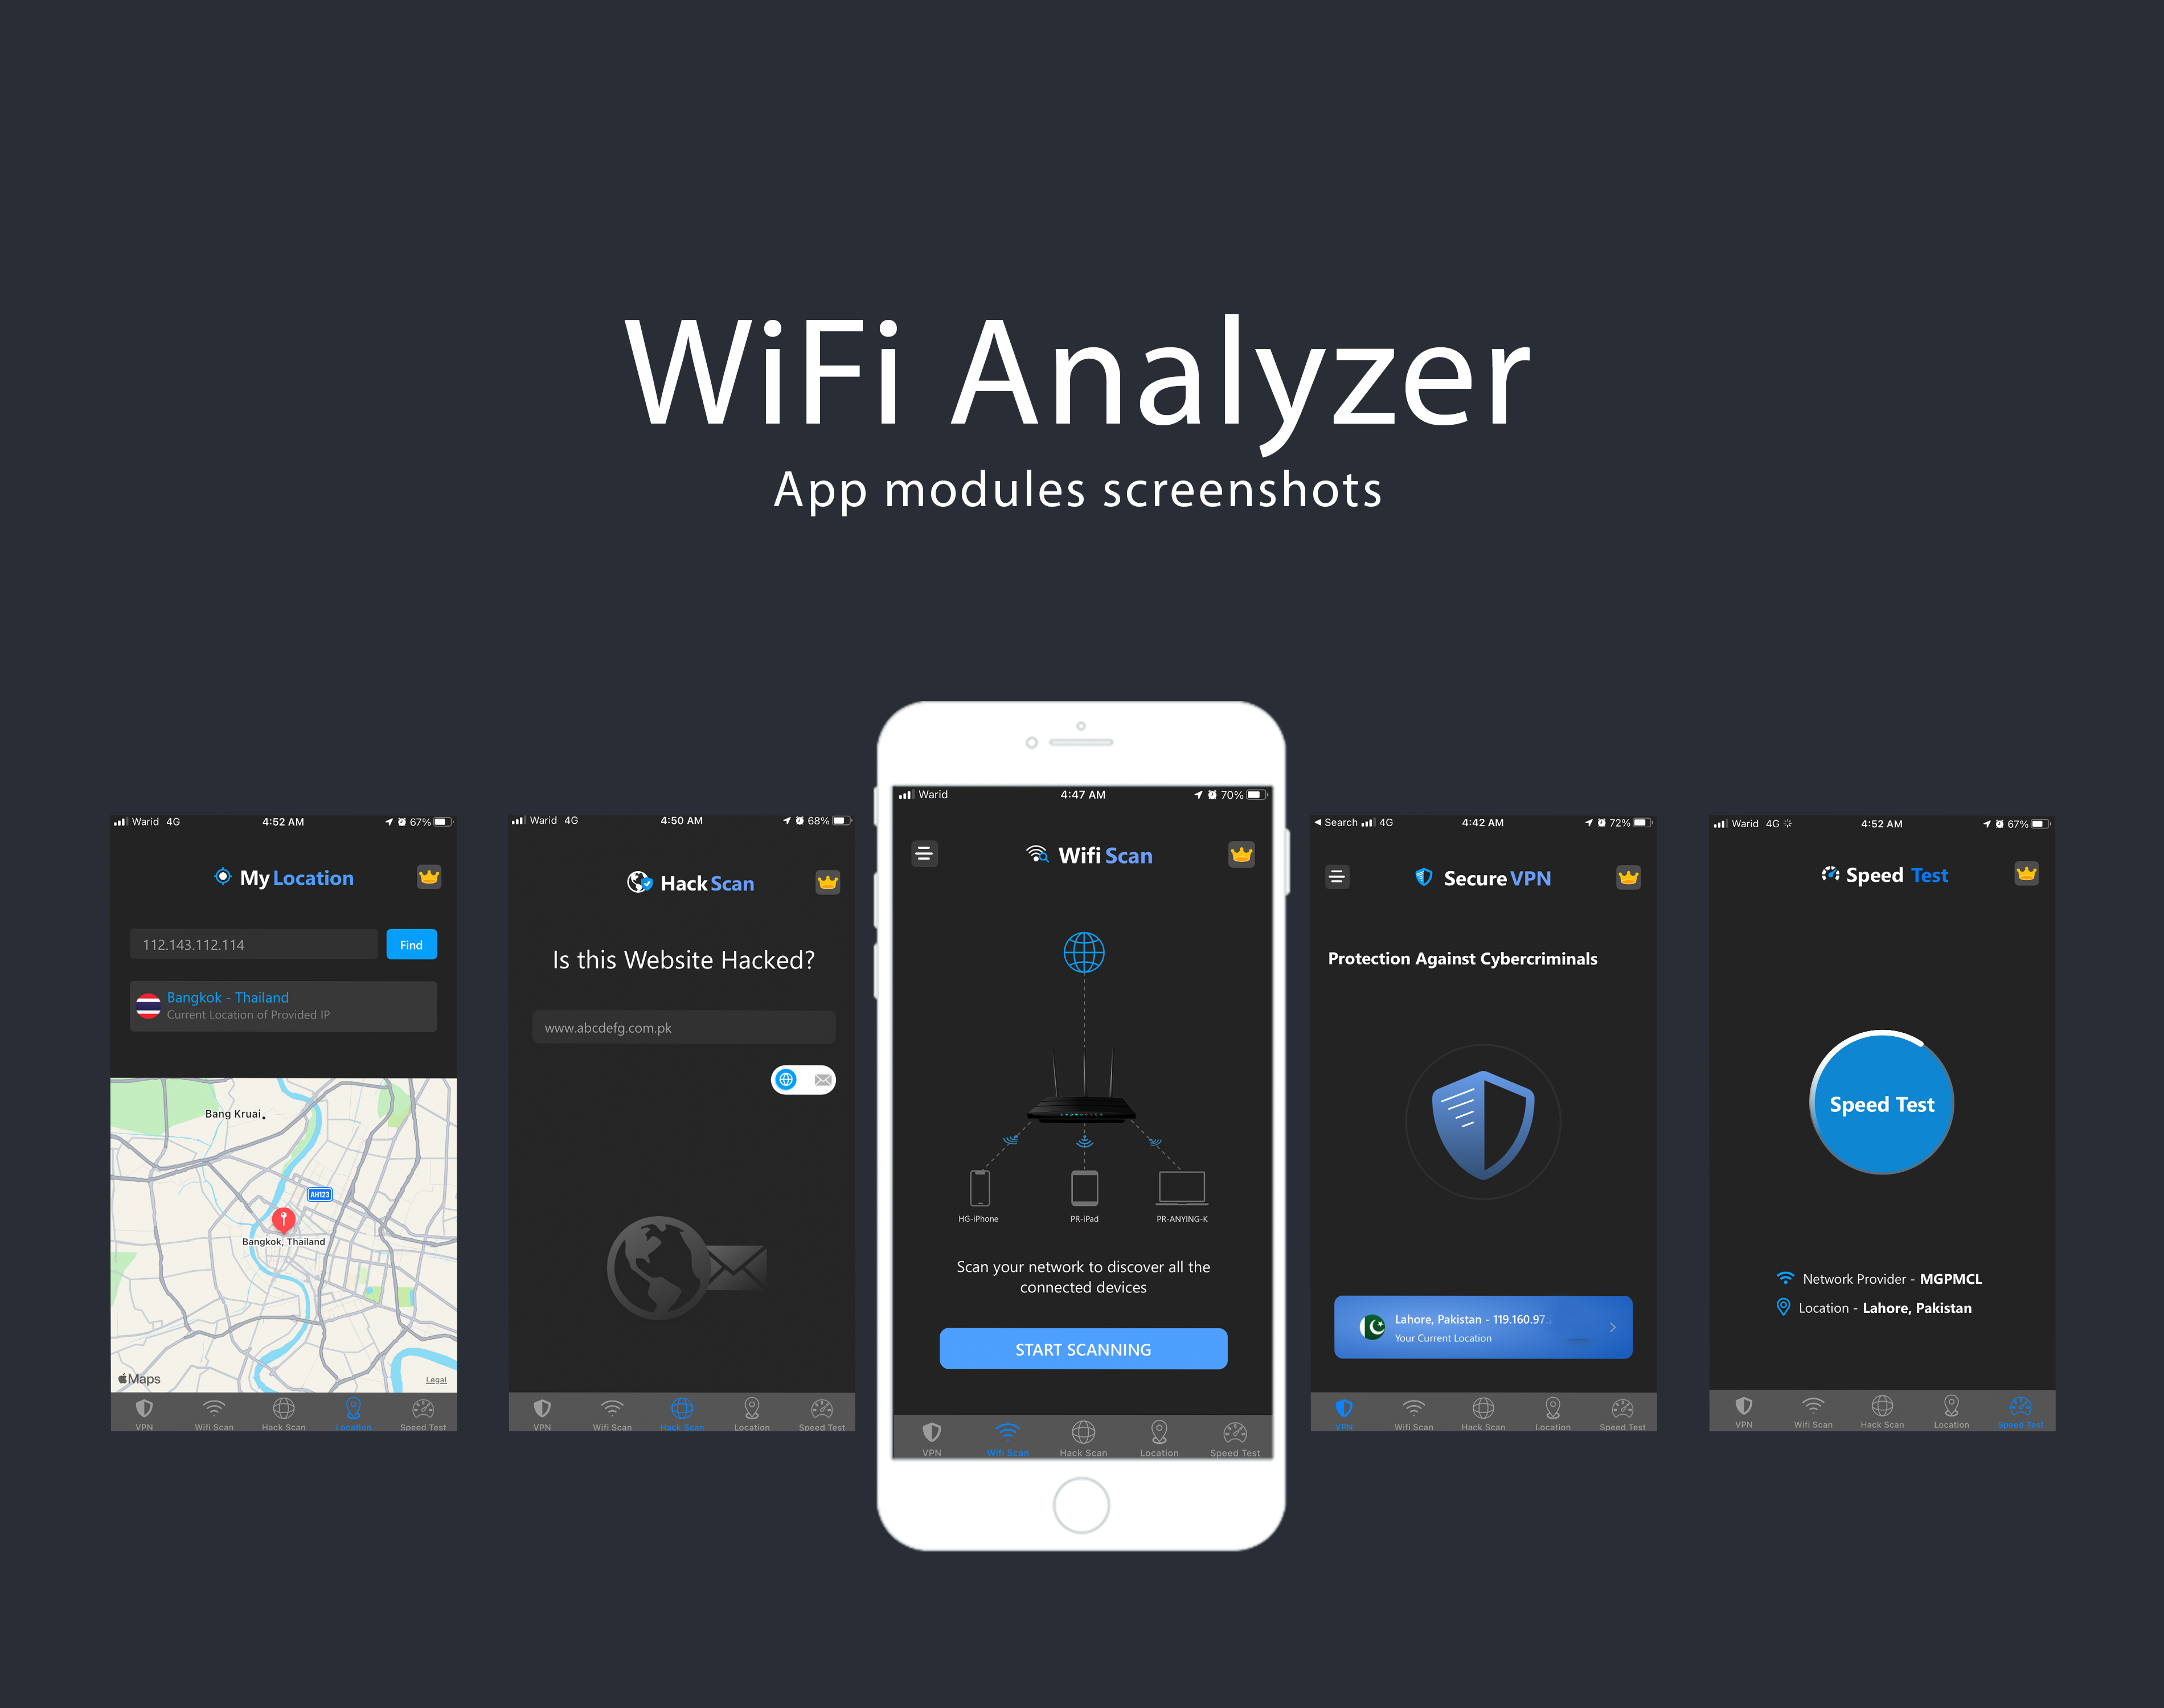 WiFi Analyzer
App modules screenshots
Warid 4G 4:52 AM 67%
My Location
112.143.112.114 Find
Bangkok - Thailand
Current Location of Provided IP
Bang Kruai
AH123
Bangkok, Thailand
Maps Legal
VPN Wifi Scan Hack Scan Location Speed Test
Warid 4G 4:50 AM 68%
Hack Scan
Is this Website Hacked?
www.abcdefg.com.pk
VPN Wifi Scan Hack Scan Location Speed Test
Warid 4:47 AM 70%
Wifi Scan
HG-iPhone PR-iPad PR-ANYING-K
Scan your network to discover all the
connected devices
START SCANNING
VPN Wifi Scan Hack Scan Location Speed Test
Search 4G 4:42 AM 72%
Secure VPN
Protection Against Cybercriminals
Lahore, Pakistan - 119.160.97.
Your Current Location
VPN Wifi Scan Hack Scan Location Speed Test
Warid 4G 4:52 AM 67%
Speed Test
Speed Test
Network Provider - MGPMCL
Location - Lahore, Pakistan
VPN Wifi Scan Hack Scan Location Speed Test